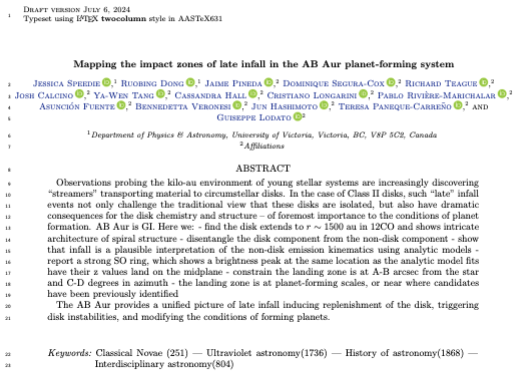 1 DRAFT VERSION JULY 6, 2024
Typeset using LATEX twocolumn style in AASTeX631
Mapping the impact zones of late infall in the AB Aur planet-forming system
2 JESSICA SPEEDIE,1 RUOBING DONG,1 JAIME PINEDA,2 DOMINIQUE SEGURA-COX,2 RICHARD TEAGUE,2
3 JOSH CALCINO,2 YA-WEN TANG,2 CASSANDRA HALL,2 CRISTIANO LONGARINI,2 PABLO RIVIÈRE-MARICHALAR,2
4 ASUNCIÓN FUENTE,2 BENNEDETTA VERONESI,2 JUN HASHIMOTO,2 TERESA PANEQUE-CARREÑO,2 AND
5 GIUSEPPE LODATO2
6 1Department of Physics & Astronomy, University of Victoria, Victoria, BC, V8P 5C2, Canada
7 2Affiliations
8 ABSTRACT
9 Observations probing the kilo-au environment of young stellar systems are increasingly discovering
10 “streamers” transporting material to circumstellar disks. In the case of Class II disks, such “late” infall
11 events not only challenge the traditional view that these disks are isolated, but also have dramatic
12 consequences for the disk chemistry and structure – of foremost importance to the conditions of planet
13 formation. AB Aur is GI. Here we: - find the disk extends to r ∼ 1500 au in 12CO and shows intricate
14 architecture of spiral structure - disentangle the disk component from the non-disk component - show
15 that infall is a plausible interpretation of the non-disk emission kinematics using analytic models -
16 report a strong SO ring, which shows a brightness peak at the same location as the analytic model fits
17 have their z values land on the midplane - constrain the landing zone is at A-B arcsec from the star
18 and C-D degrees in azimuth - the landing zone is at planet-forming scales, or near where candidates
19 have been previously identified
20 The AB Aur provides a unified picture of late infall inducing replenishment of the disk, triggering
21 disk instabilities, and modifying the conditions of forming planets.
22 Keywords: Classical Novae (251) — Ultraviolet astronomy(1736) — History of astronomy(1868) —
23 Interdisciplinary astronomy(804)